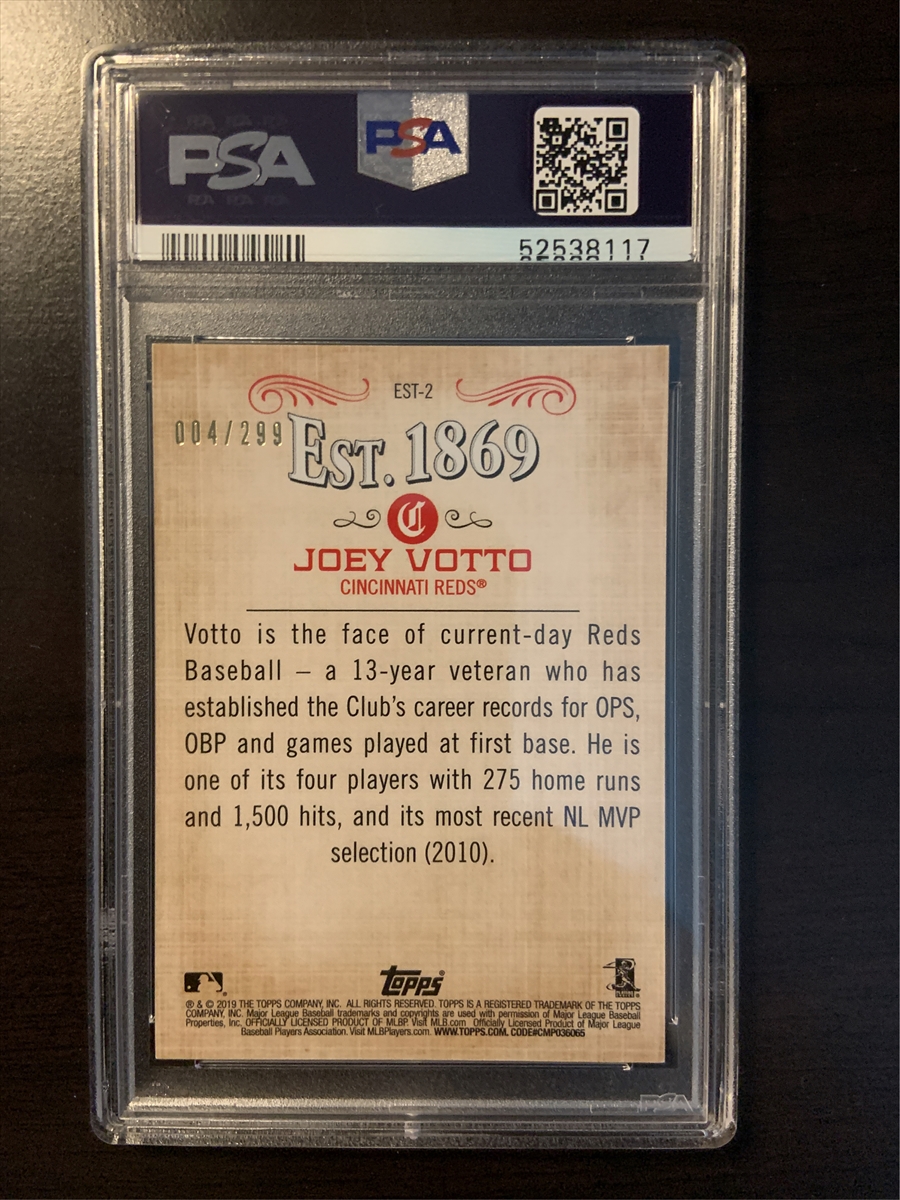 PSA
PSA
52538117
EST-2
004/299
EST. 1869
C
JOEY VOTTO
CINCINNATI REDS®
Votto is the face of current-day Reds
Baseball – a 13-year veteran who has
established the Club's career records for OPS,
OBP and games played at first base. He is
one of its four players with 275 home runs
and 1,500 hits, and its most recent NL MVP
selection (2010).
topps®
® & © 2019 THE TOPPS COMPANY, INC. ALL RIGHTS RESERVED. TOPPS IS A REGISTERED TRADEMARK OF THE TOPPS
COMPANY, INC. Major League Baseball trademarks and copyrights are used with permission of Major League Baseball
Properties, Inc. OFFICIALLY LICENSED PRODUCT OF MLBP. Visit MLB.com Officially Licensed Product of Major League
Baseball Players Association. Visit MLBPlayers.com. WWW.TOPPS.COM. CODE#CMP036065
PSA